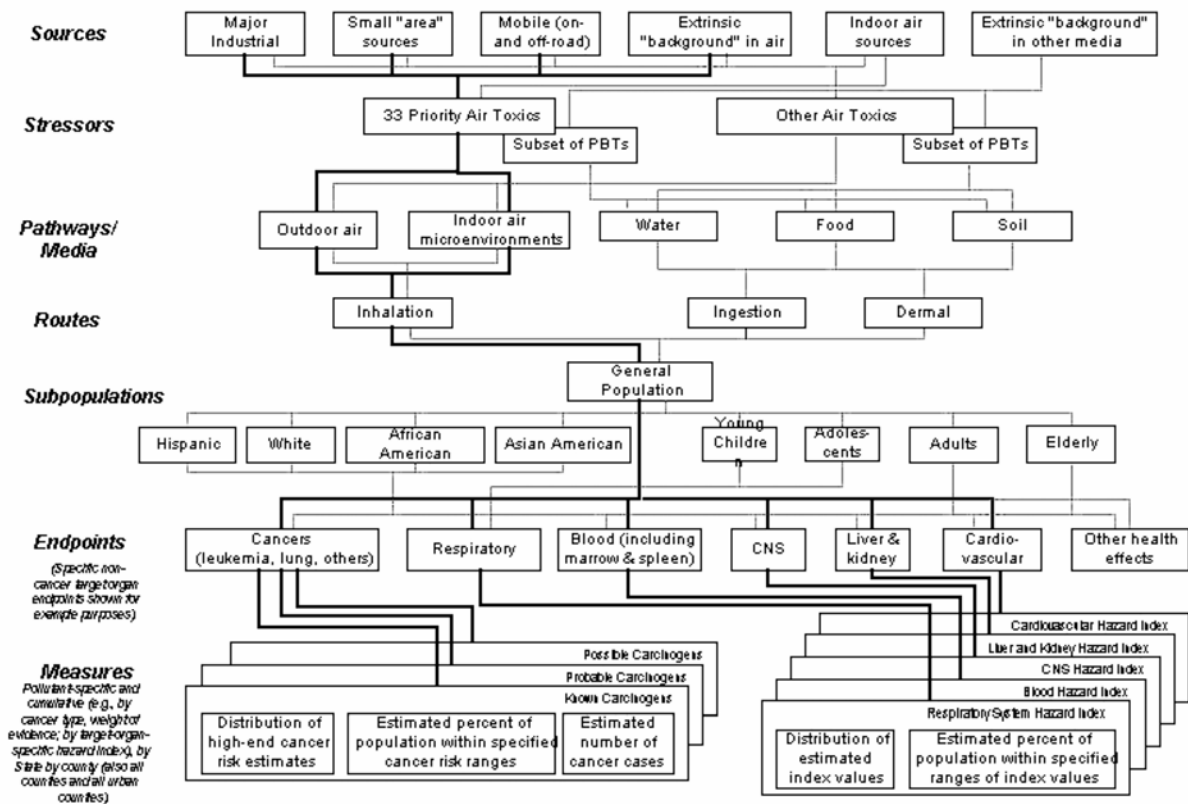 Sources
Major
Industrial
Small "area"
sources
Mobile (on-
and off-road)
Extrinsic
"background" in air
Indoor air
sources
Extrinsic "background"
in other media
Stressors
33 Priority Air Toxics
Other Air Toxics
Subset of PBTs
Subset of PBTs
Pathways/
Media
Outdoor air
Indoor air
microenvironments
Water
Food
Soil
Routes
Inhalation
Ingestion
Dermal
General
Population
Subpopulations
Hispanic
White
African
American
Asian American
Young
Childre
n
Adoles-
cents
Adults
Elderly
Endpoints
(Specific non-
cancer target organ
endpoints shown for
example purposes)
Cancers
(leukemia, lung, others)
Respiratory
Blood (including
marrow & spleen)
CNS
Liver &
kidney
Cardio-
vascular
Other health
effects
Measures
Pollutant-specific and
cumulative (e.g., by
cancer type, weight of
evidence; by target-organ-
specific hazard index), by
State by county (also all
counties and all urban
counties)
Possible Carcinogens
Probable Carcinogens
Known Carcinogens
Distribution of
high-end cancer
risk estimates
Estimated percent of
population within specified
cancer risk ranges
Estimated
number of
cancer cases
Cardiovascular Hazard Index
Liver and Kidney Hazard Index
CNS Hazard Index
Blood Hazard Index
Respiratory System Hazard Index
Distribution of
estimated
index values
Estimated percent of
population within specified
ranges of index values